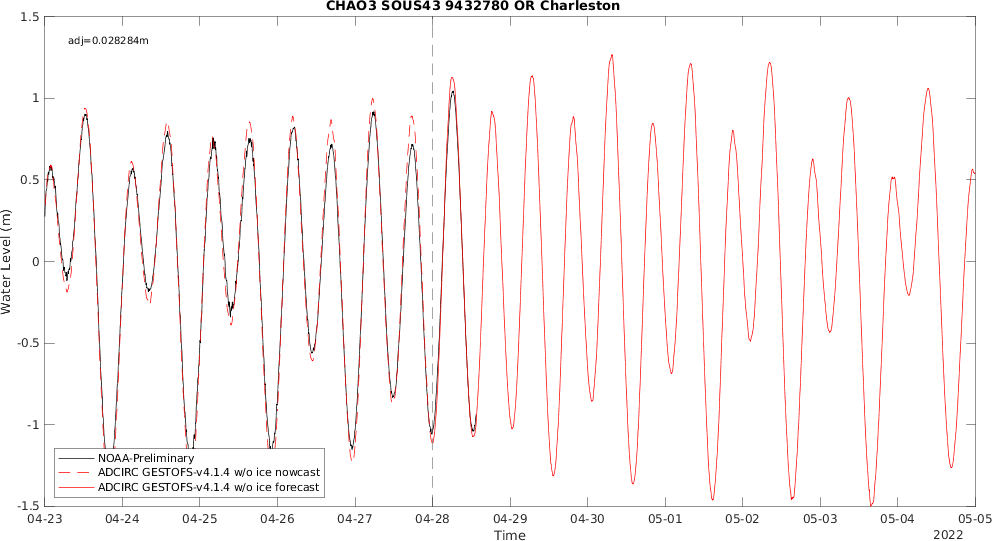 CHAO3 SOUS43 9432780 OR Charleston
adj=0.028284m
1.5
1
0.5
0
-0.5
-1
-1.5
Water Level (m)
NOAA-Preliminary
ADCIRC GESTOFS-v4.1.4 w/o ice nowcast
ADCIRC GESTOFS-v4.1.4 w/o ice forecast
04-23 04-24 04-25 04-26 04-27 04-28 04-29 04-30 05-01 05-02 05-03 05-04 05-05
Time
2022